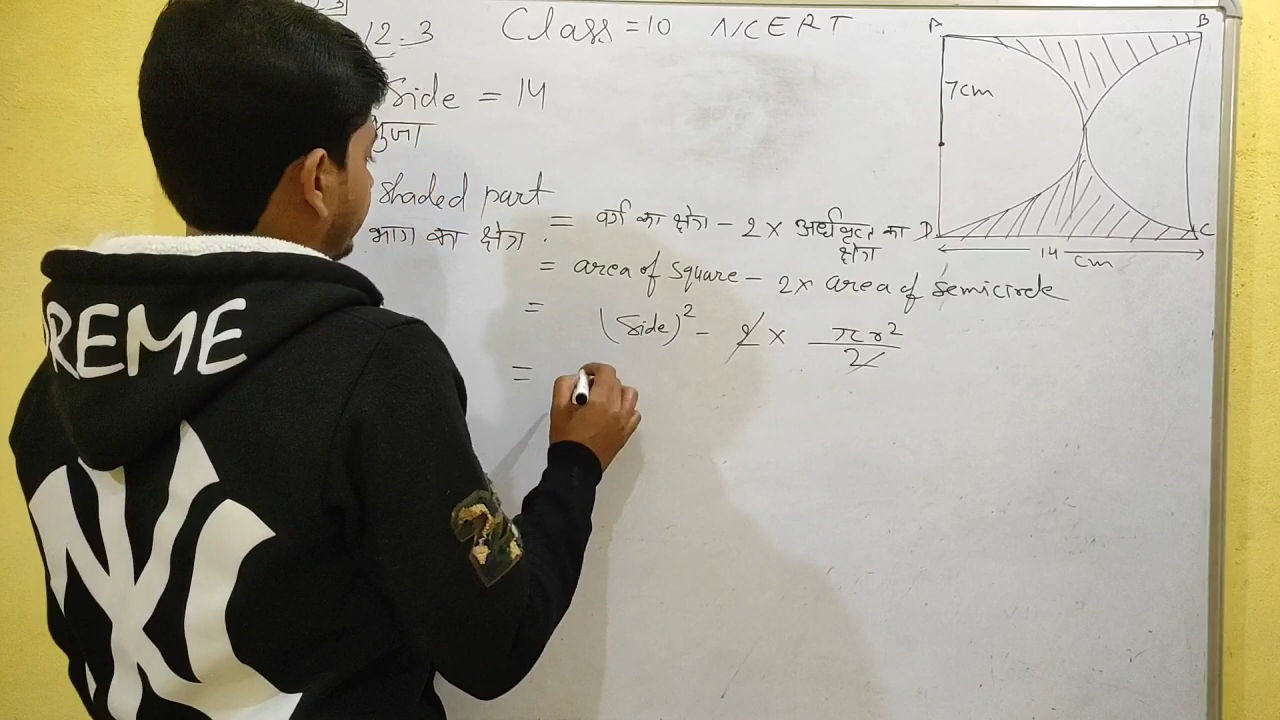 12.3 Class=10 NCERT
Side = 14
भुजा
shaded part
भाग का क्षेत्र = वर्ग का क्षेत्र - 2 × अर्धवृत्त का क्षेत्र
= area of square - 2× area of semicircle
= (Side)² - 2 × πr²/2
=
A B
7cm
D C
14 cm
REME
NY
2